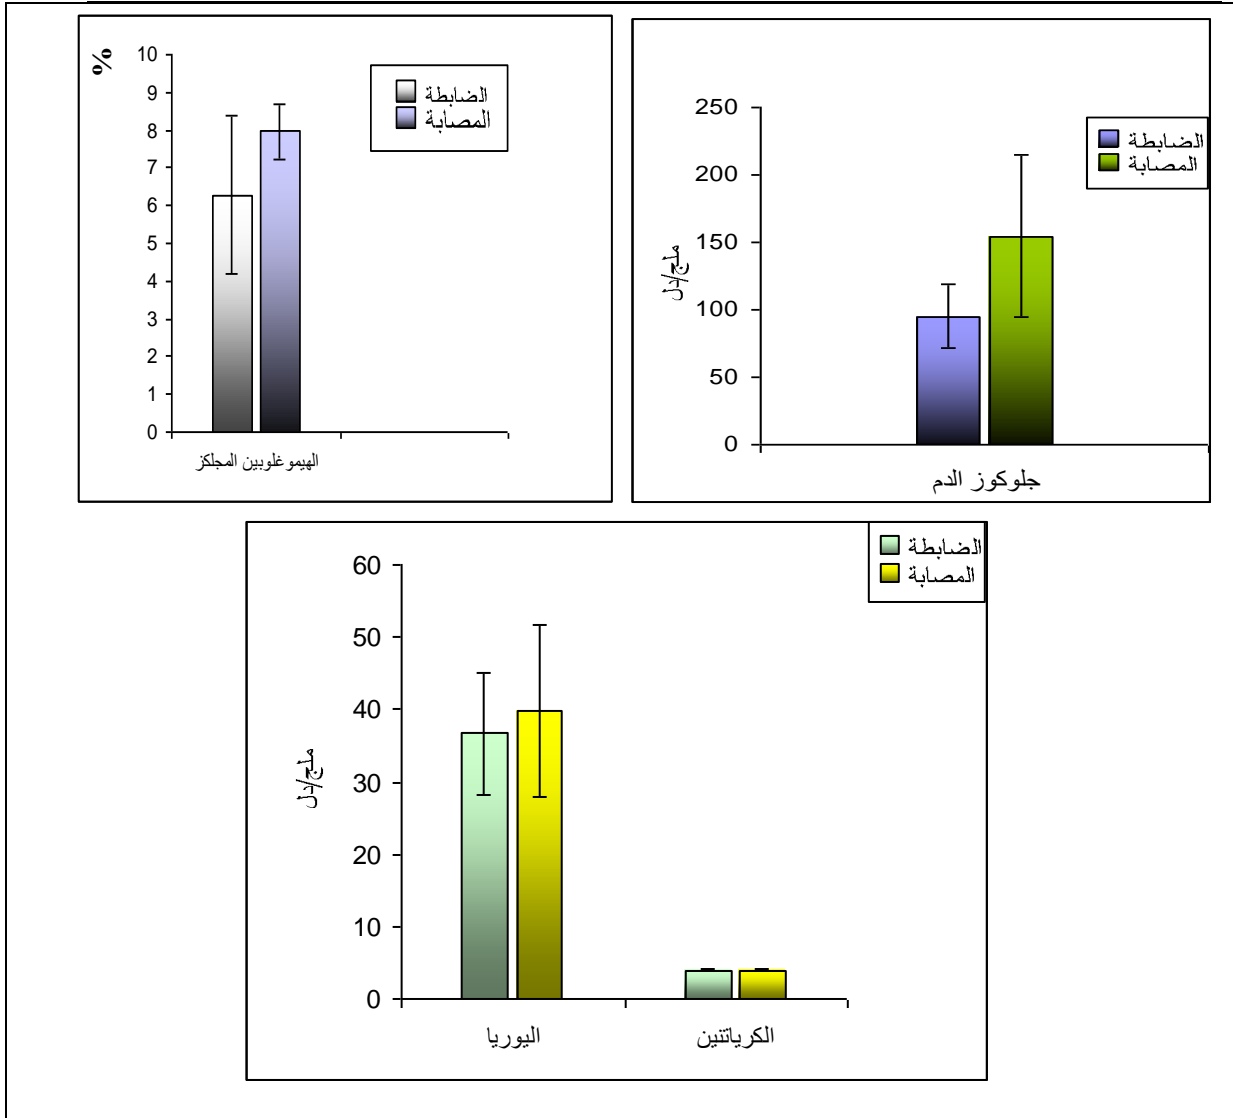 %
10
9
8
7
6
5
4
3
2
1
0
الضابطة
المصابة
الهيموغلوبين المجلكز
250
200
150
100
50
0
ملج/دل
الضابطة
المصابة
جلوكوز الدم
60
50
40
30
20
10
0
ملج/دل
الضابطة
المصابة
اليوريا
الكرياتنين